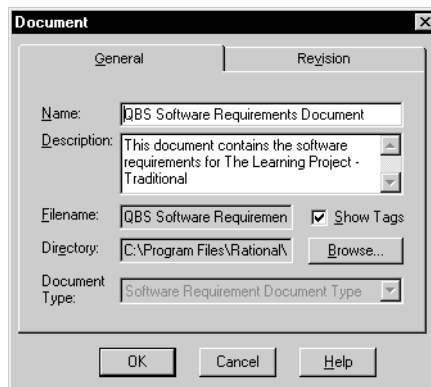 Document
General Revision
Name: QBS Software Requirements Document
Description: This document contains the software
requirements for The Learning Project -
Traditional
Filename: QBS Software Requiremen Show Tags
Directory: C:\Program Files\Rational\ Browse...
Document
Type: Software Requirement Document Type
OK Cancel Help